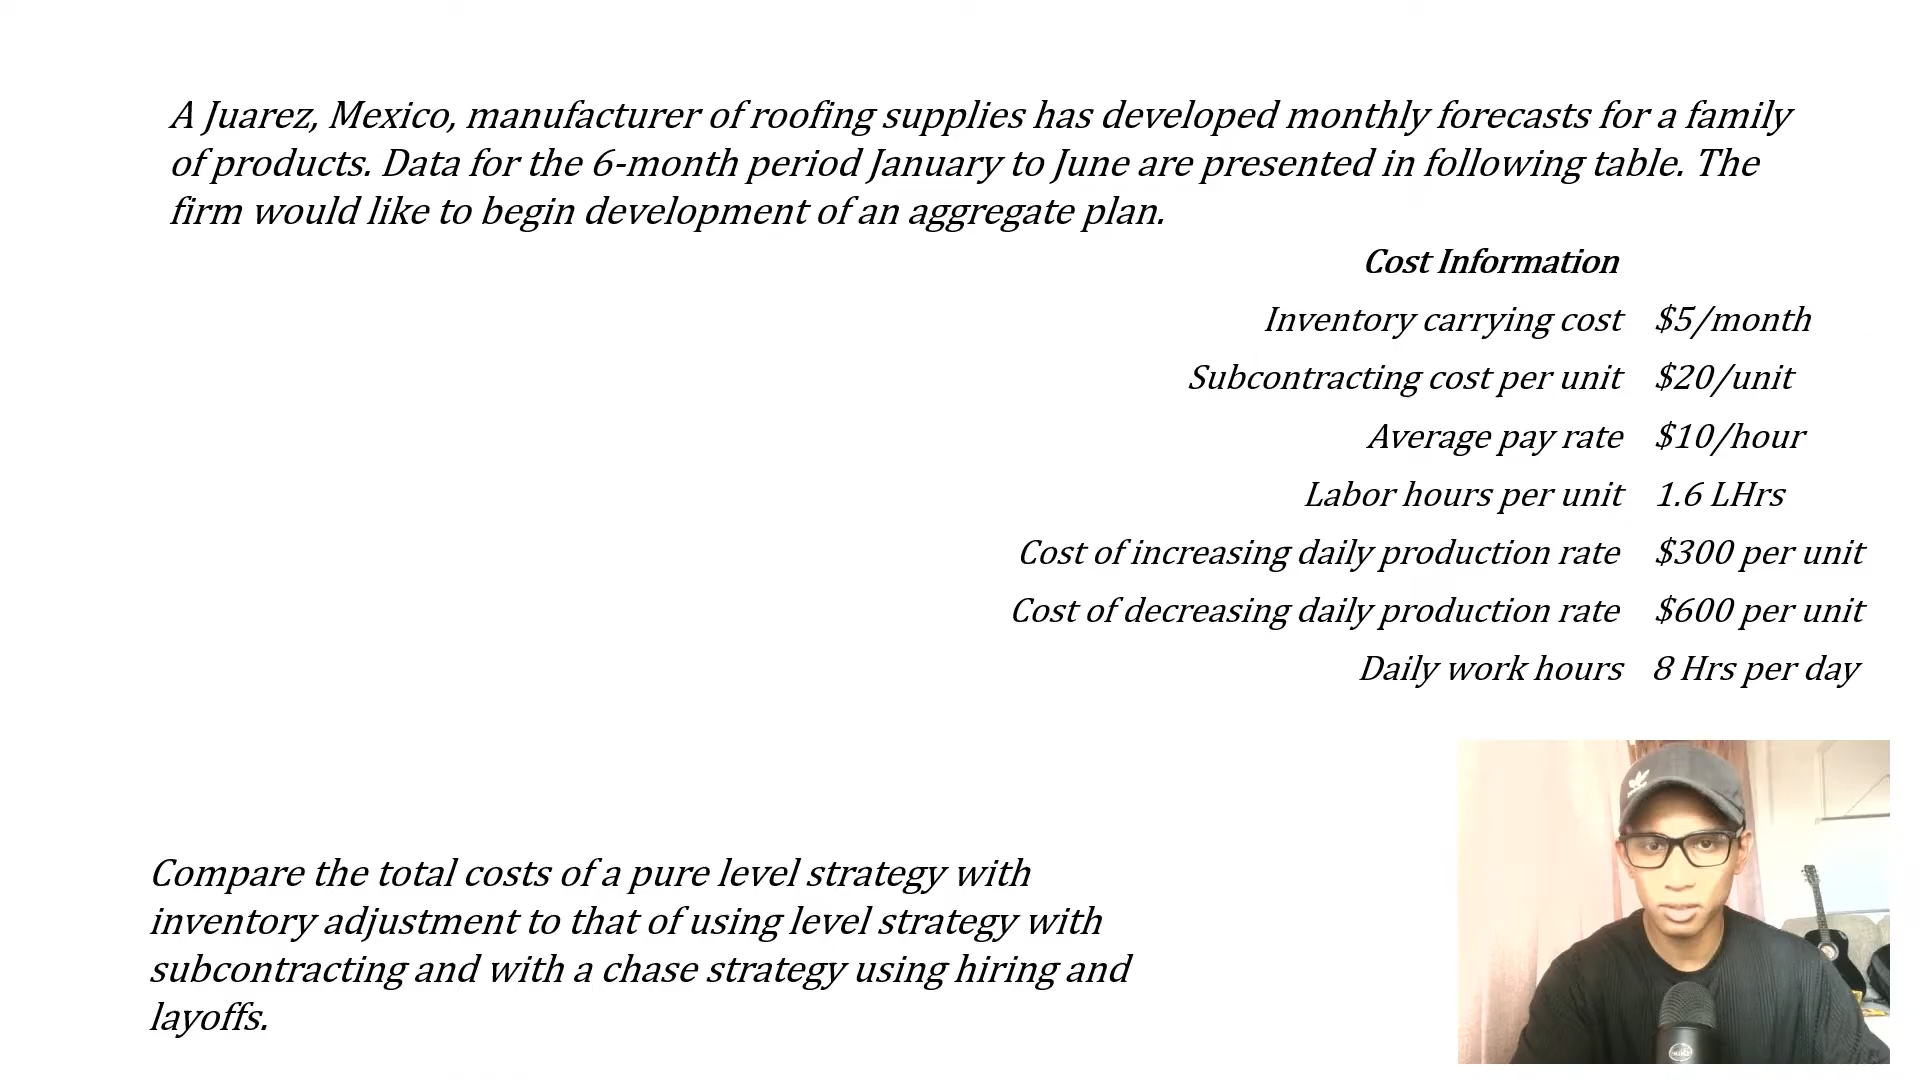 A Juarez, Mexico, manufacturer of roofing supplies has developed monthly forecasts for a family
of products. Data for the 6-month period January to June are presented in following table. The
firm would like to begin development of an aggregate plan.
Cost Information
Inventory carrying cost $5/month
Subcontracting cost per unit $20/unit
Average pay rate $10/hour
Labor hours per unit 1.6 LHrs
Cost of increasing daily production rate $300 per unit
Cost of decreasing daily production rate $600 per unit
Daily work hours 8 Hrs per day
Compare the total costs of a pure level strategy with
inventory adjustment to that of using level strategy with
subcontracting and with a chase strategy using hiring and
layoffs.